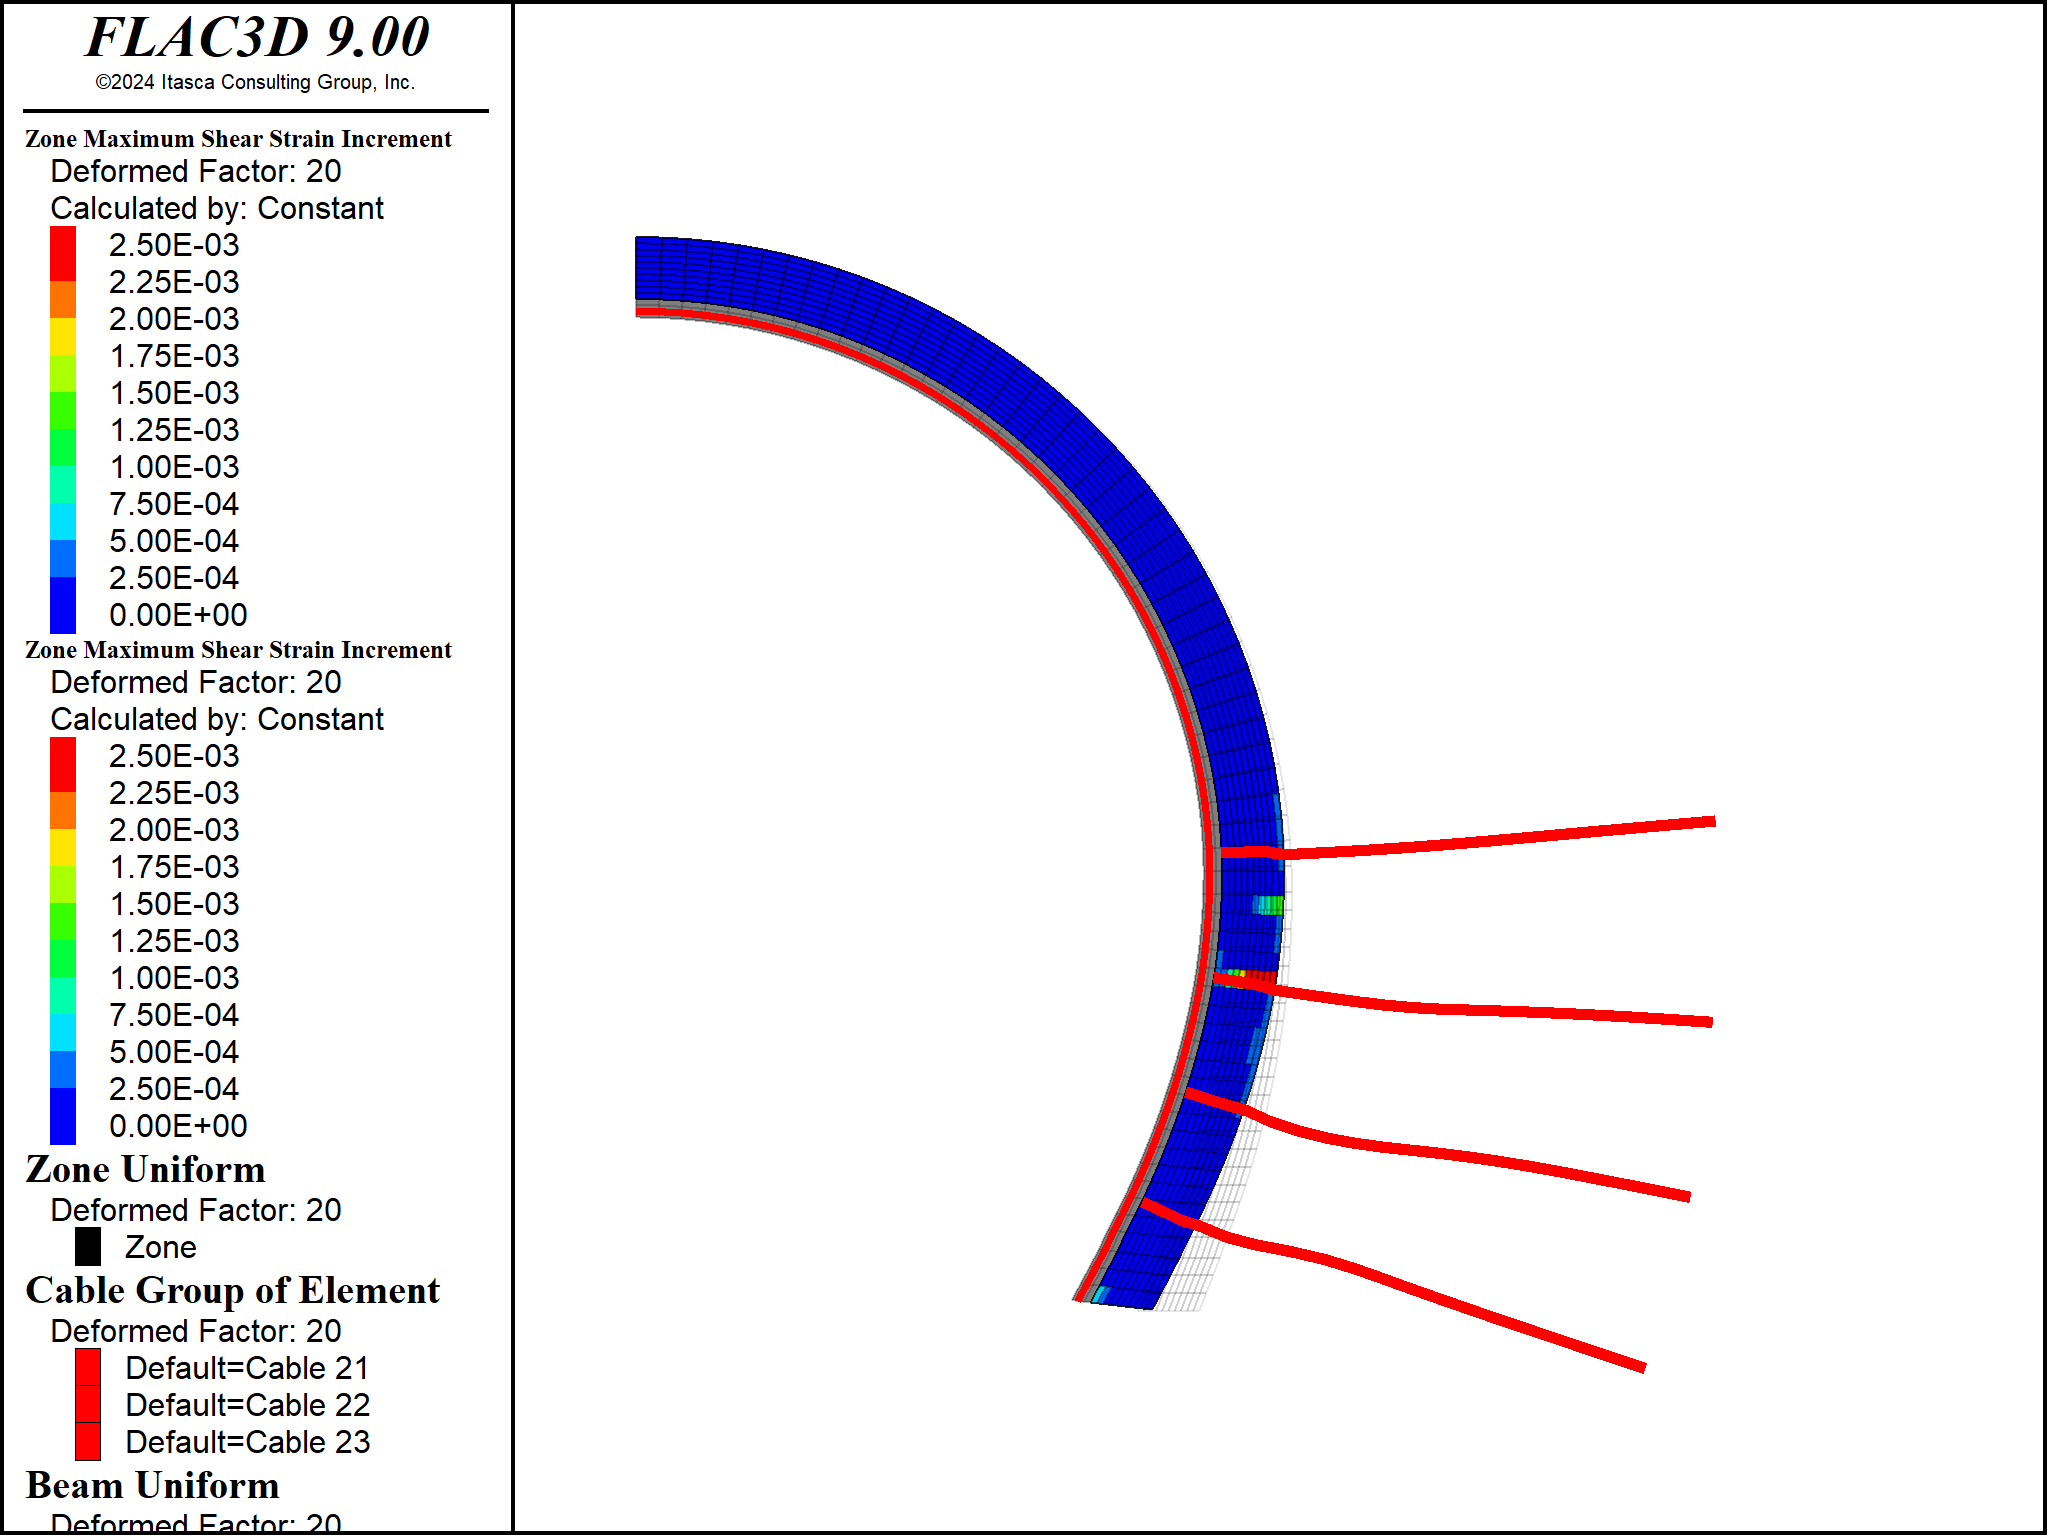 FLAC3D 9.00
©2024 Itasca Consulting Group, Inc.
Zone Maximum Shear Strain Increment
Deformed Factor: 20
Calculated by: Constant
2.50E-03
2.25E-03
2.00E-03
1.75E-03
1.50E-03
1.25E-03
1.00E-03
7.50E-04
5.00E-04
2.50E-04
0.00E+00
Zone Maximum Shear Strain Increment
Deformed Factor: 20
Calculated by: Constant
2.50E-03
2.25E-03
2.00E-03
1.75E-03
1.50E-03
1.25E-03
1.00E-03
7.50E-04
5.00E-04
2.50E-04
0.00E+00
Zone Uniform
Deformed Factor: 20
Zone
Cable Group of Element
Deformed Factor: 20
Default=Cable 21
Default=Cable 22
Default=Cable 23
Beam Uniform
Deformed Factor: 20